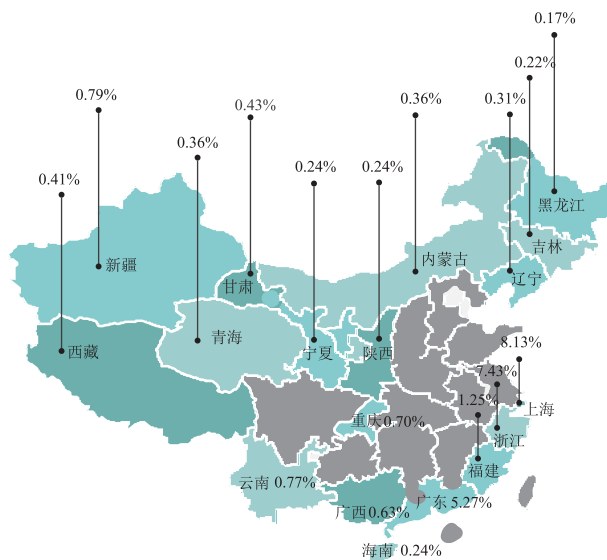 0.17%
0.22%
0.79%
0.43%
0.36%
0.31%
0.36%
0.41%
0.24%
0.24%
黑龙江
吉林
内蒙古
新疆
辽宁
甘肃
青海
宁夏
陕西
西藏
8.13%
7.43%
1.25%
上海
重庆 0.70%
浙江
福建
云南 0.77%
广东 5.27%
广西 0.63%
海南 0.24%